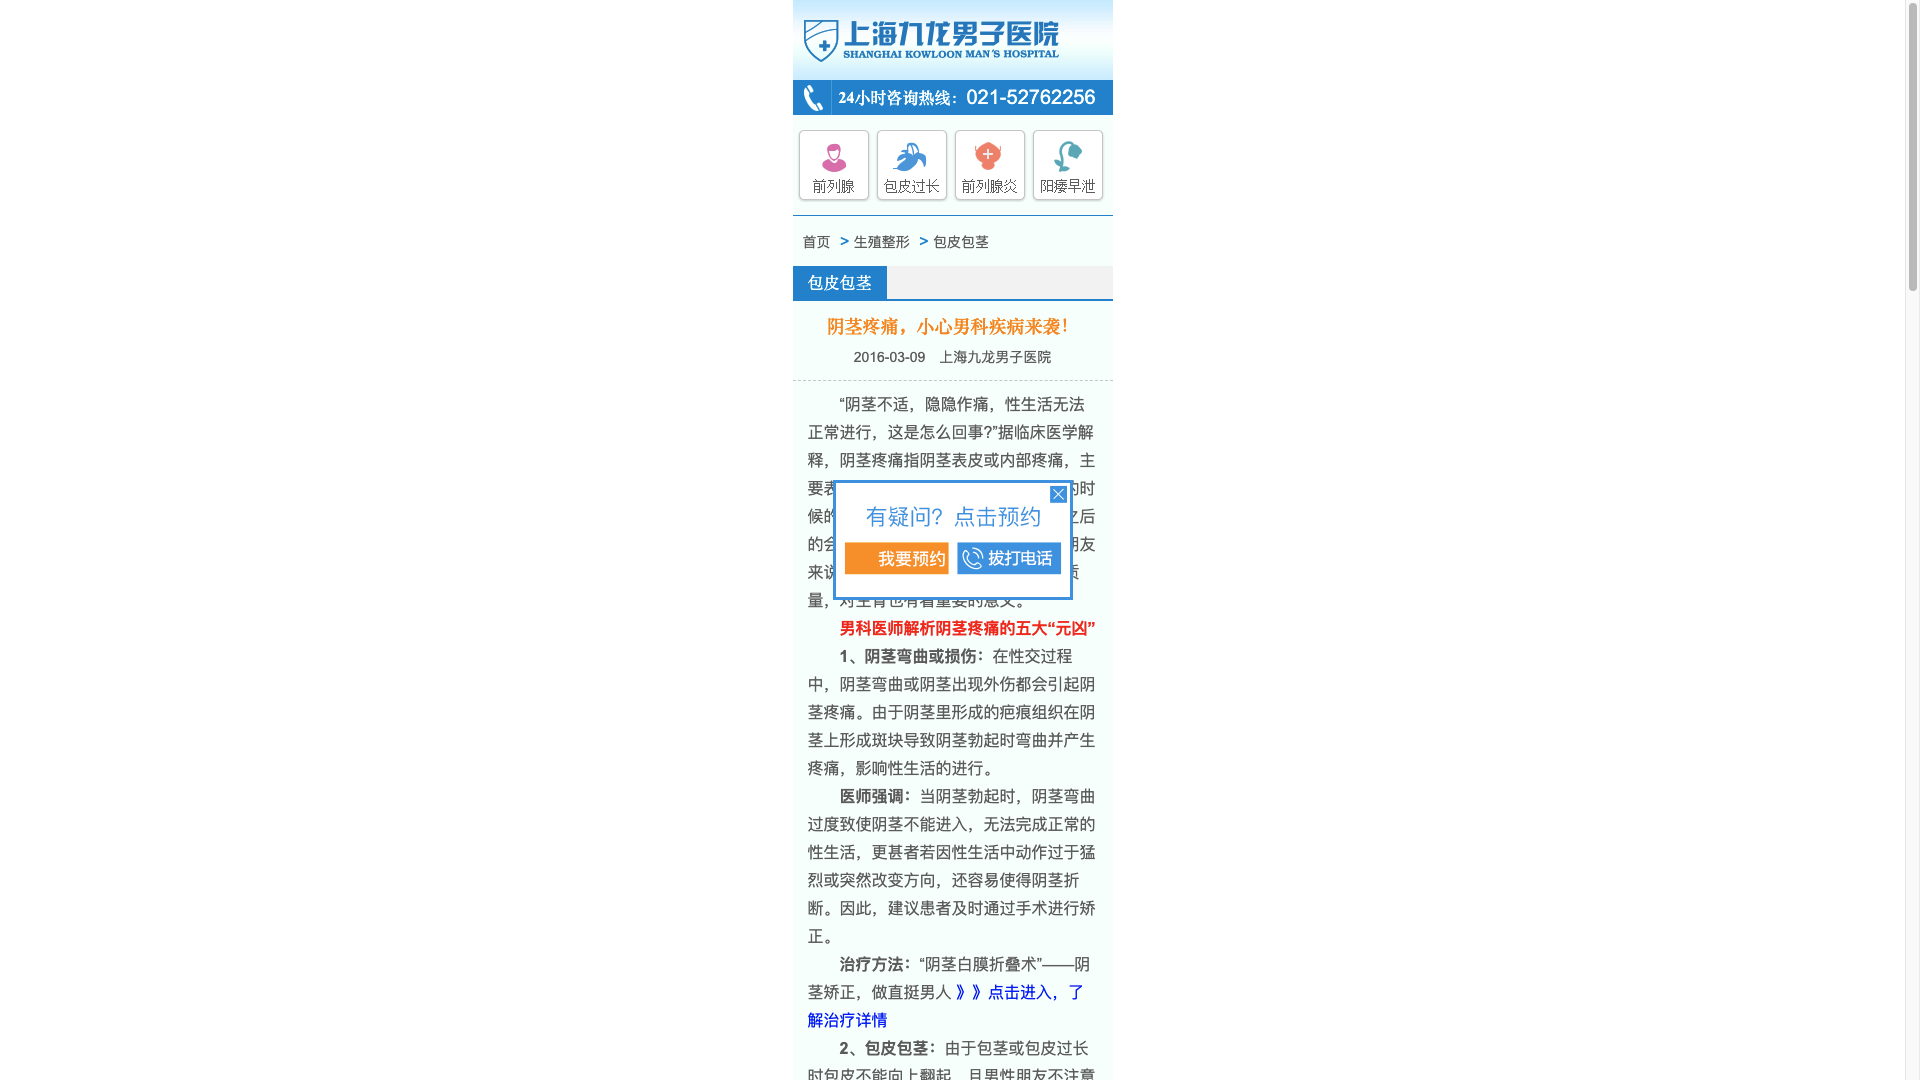 上海九龙男子医院
SHANGHAI KOWLOON MAN'S HOSPITAL
24小时咨询热线：021-52762256
前列腺 包皮过长 前列腺炎 阳痿早泄
首页 > 生殖整形 > 包皮包茎
包皮包茎
阴茎疼痛，小心男科疾病来袭！
2016-03-09 上海九龙男子医院
“阴茎不适，隐隐作痛，性生活无法
正常进行，这是怎么回事?”据临床医学解
释，阴茎疼痛指阴茎表皮或内部疼痛，主
要表
时
候的
之后
的会
朋友
来说
量，对生育也有着重要的意义。
有疑问？点击预约
我要预约 拔打电话
男科医师解析阴茎疼痛的五大“元凶”
1、阴茎弯曲或损伤：在性交过程
中，阴茎弯曲或阴茎出现外伤都会引起阴
茎疼痛。由于阴茎里形成的疤痕组织在阴
茎上形成斑块导致阴茎勃起时弯曲并产生
疼痛，影响性生活的进行。
医师强调：当阴茎勃起时，阴茎弯曲
过度致使阴茎不能进入，无法完成正常的
性生活，更甚者若因性生活中动作过于猛
烈或突然改变方向，还容易使得阴茎折
断。因此，建议患者及时通过手术进行矫
正。
治疗方法：“阴茎白膜折叠术”——阴
茎矫正，做直挺男人 》》点击进入，了
解治疗详情
2、包皮包茎：由于包茎或包皮过长
时包皮不能向上翻起，且男性朋友不注意